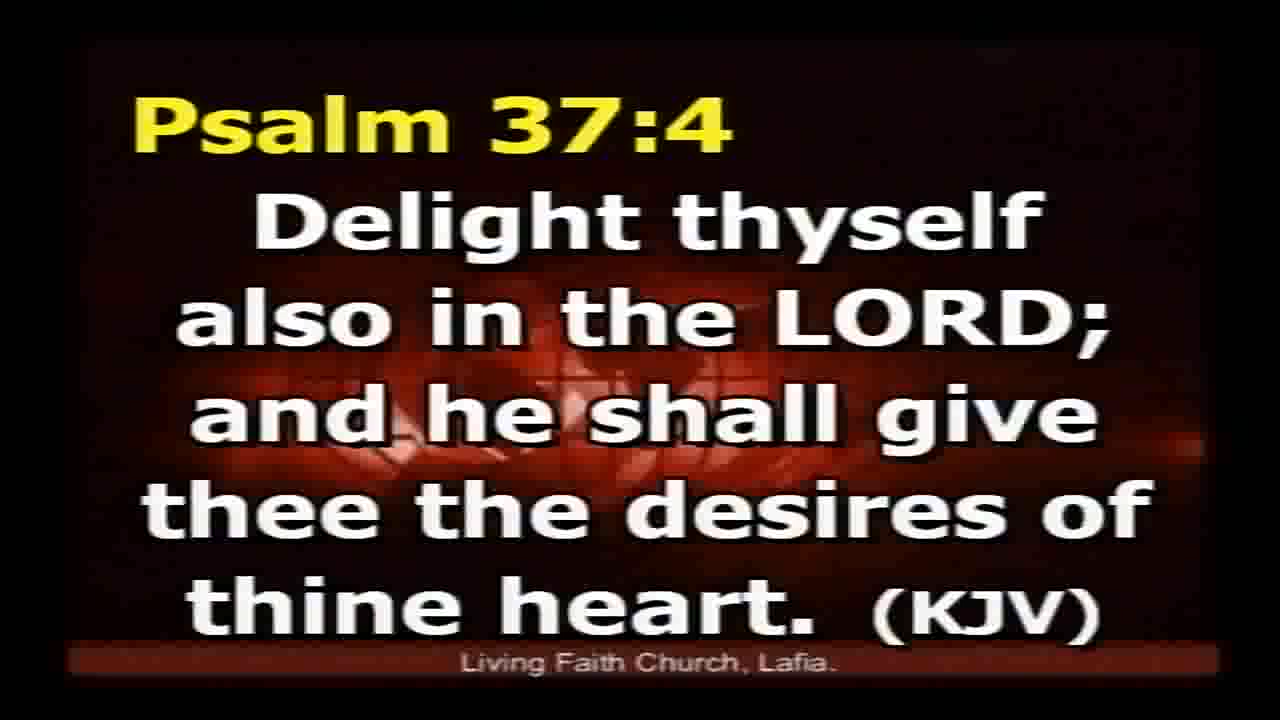 Psalm 37:4
Delight thyself
also in the LORD;
and he shall give
thee the desires of
thine heart. (KJV)
Living Faith Church, Lafia.